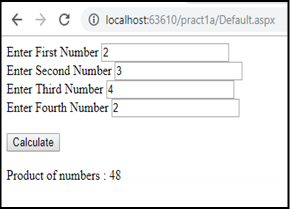 localhost:63610/pract1a/Default.aspx
Enter First Number 2
Enter Second Number 3
Enter Third Number 4
Enter Fourth Number 2
Calculate
Product of numbers : 48